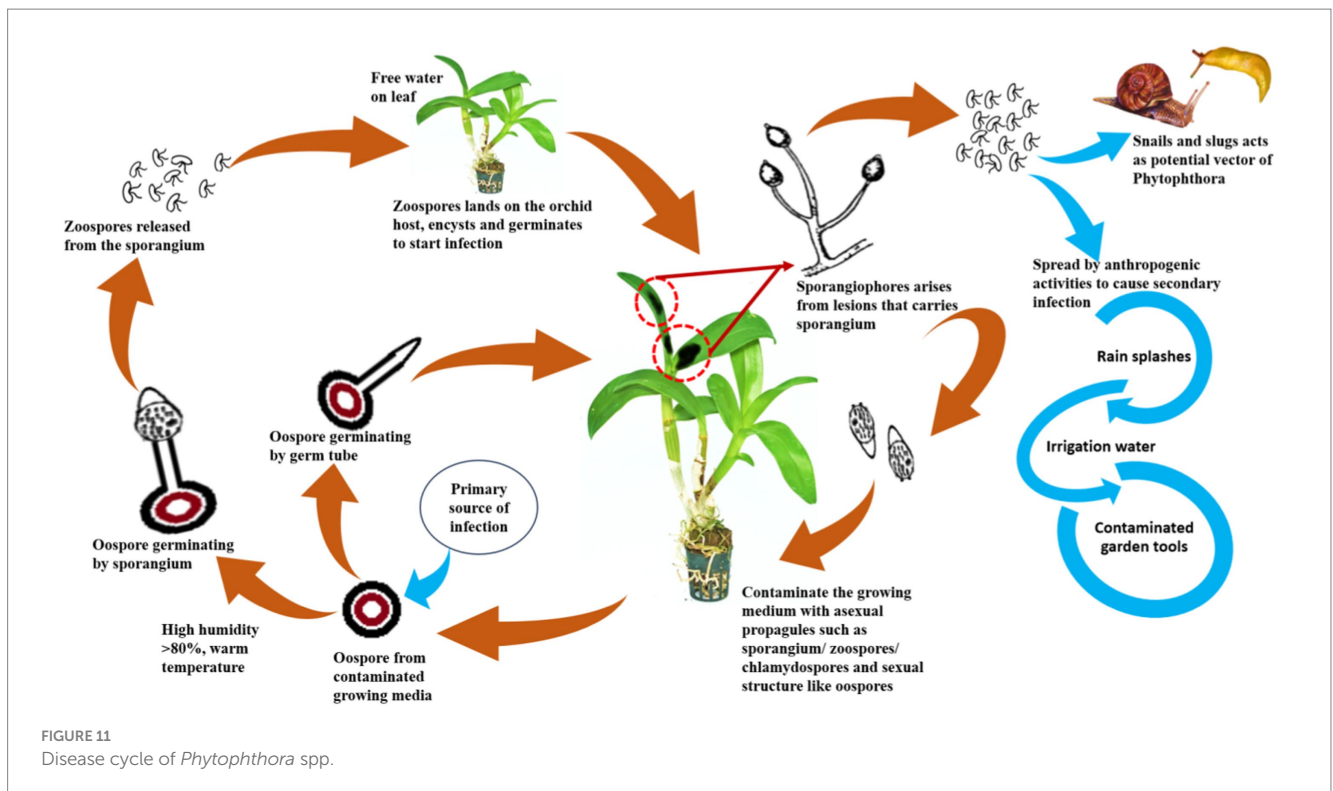 Free water
on leaf
Zoospores released
from the sporangium
Zoospores lands on the orchid
host, encysts and germinates
to start infection
Snails and slugs acts
as potential vector of
Phytophthora
Sporangiophores arises
from lesions that carries
sporangium
Spread by anthropogenic
activities to cause secondary
infection
Rain splashes
Irrigation water
Contaminated
garden tools
Oospore germinating
by germ tube
Primary
source of
infection
Oospore germinating
by sporangium
High humidity
>80%, warm
temperature
Oospore from
contaminated
growing media
Contaminate the growing
medium with asexual
propagules such as
sporangium/ zoospores/
chlamydospores and sexual
structure like oospores
FIGURE 11
Disease cycle of Phytophthora spp.